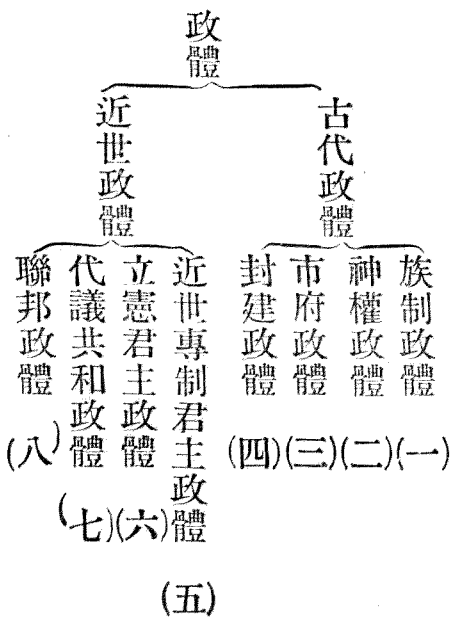 政體
古代政體
族制政體(一)
神權政體(二)
市府政體(三)
封建政體(四)
近世政體
近世專制君主政體(五)
立憲君主政體(六)
代議共和政體(七)
聯邦政體(八)